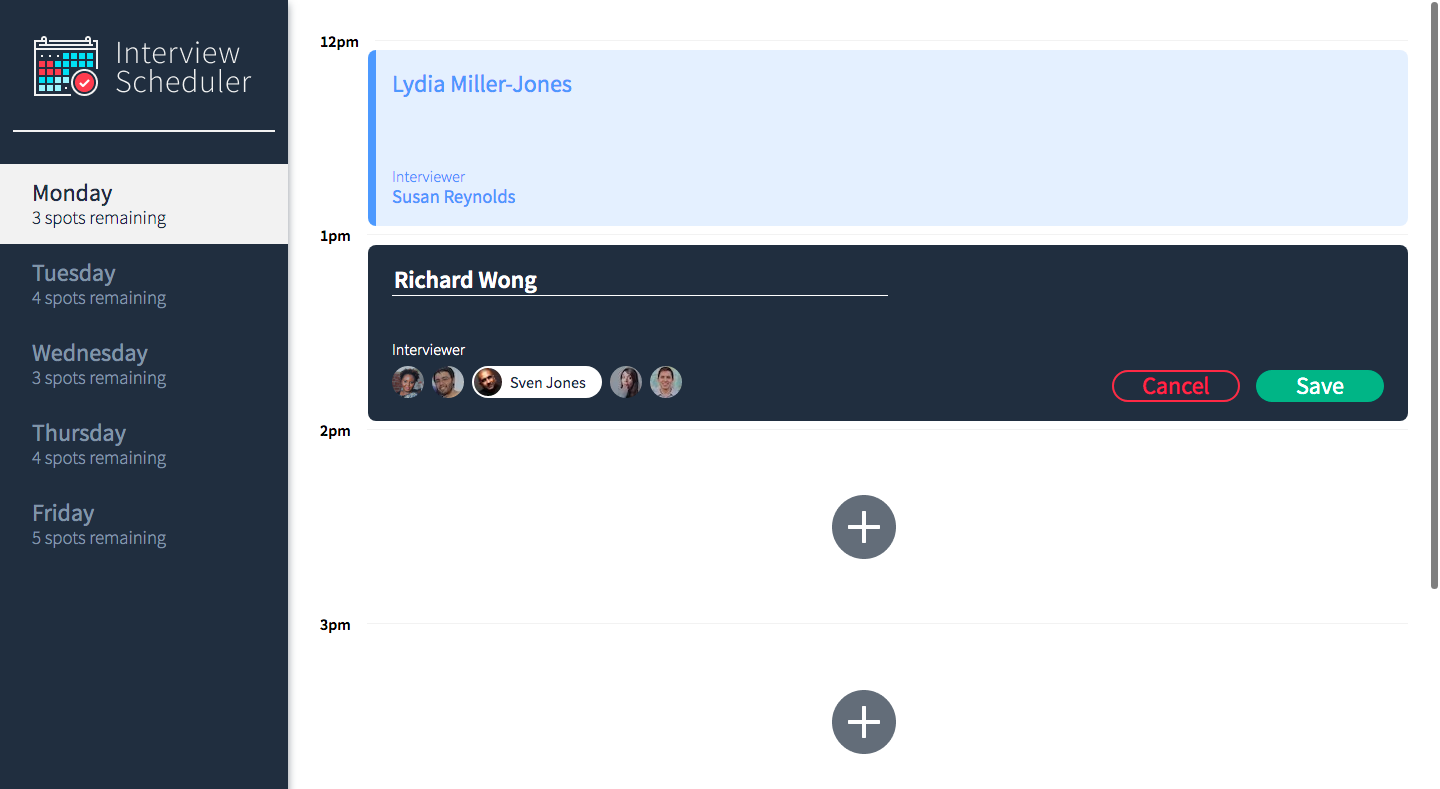 Interview
Scheduler
Monday
3 spots remaining
Tuesday
4 spots remaining
Wednesday
3 spots remaining
Thursday
4 spots remaining
Friday
5 spots remaining
12pm
Lydia Miller-Jones
Interviewer
Susan Reynolds
1pm
Richard Wong
Interviewer
Sven Jones
Cancel
Save
2pm
3pm